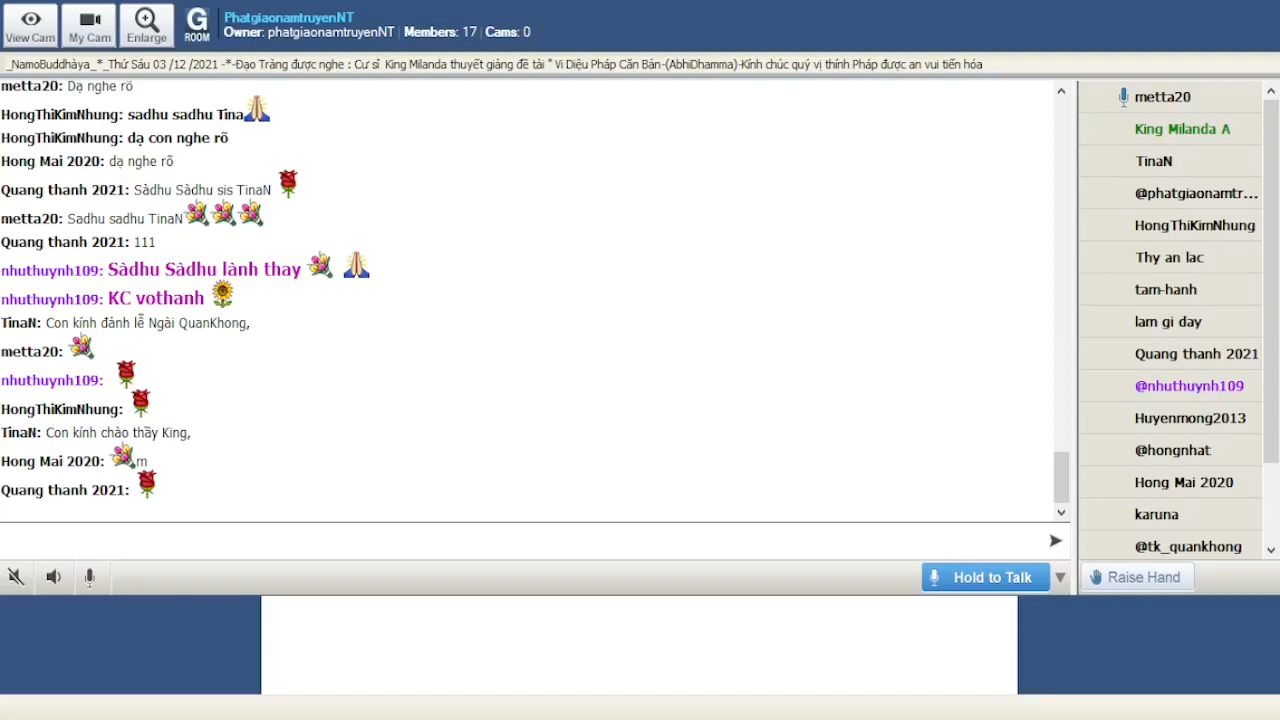 View Cam
My Cam
Enlarge
G
ROOM
PhatgiaonamtruyenNT
Owner: phatgiaonamtruyenNT | Members: 17 | Cams: 0
_NamoBuddhàya_*_Thứ Sáu 03 /12 /2021 -*-Đạo Tràng được nghe : Cư sĩ King Milanda thuyết giảng đề tài " Vi Diệu Pháp Căn Bản-(AbhiDhamma)-Kính chúc quý vị thính Pháp được an vui tiến hóa
metta20: Dạ nghe rõ
HongThiKimNhung: sadhu sadhu Tina
HongThiKimNhung: dạ con nghe rõ
Hong Mai 2020: dạ nghe rõ
Quang thanh 2021: Sàdhu Sàdhu sis TinaN
metta20: Sadhu sadhu TinaN
Quang thanh 2021: 111
nhuthuynh109: Sàdhu Sàdhu lành thay
nhuthuynh109: KC vothanh
TinaN: Con kính đảnh lễ Ngài QuanKhong,
metta20:
nhuthuynh109:
HongThiKimNhung:
TinaN: Con kính chào thầy King,
Hong Mai 2020: m
Quang thanh 2021:
metta20
King Milanda A
TinaN
@phatgiaonamtr...
HongThiKimNhung
Thy an lac
tam-hanh
lam gi day
Quang thanh 2021
@nhuthuynh109
Huyenmong2013
@hongnhat
Hong Mai 2020
karuna
@tk_quankhong
Hold to Talk
Raise Hand